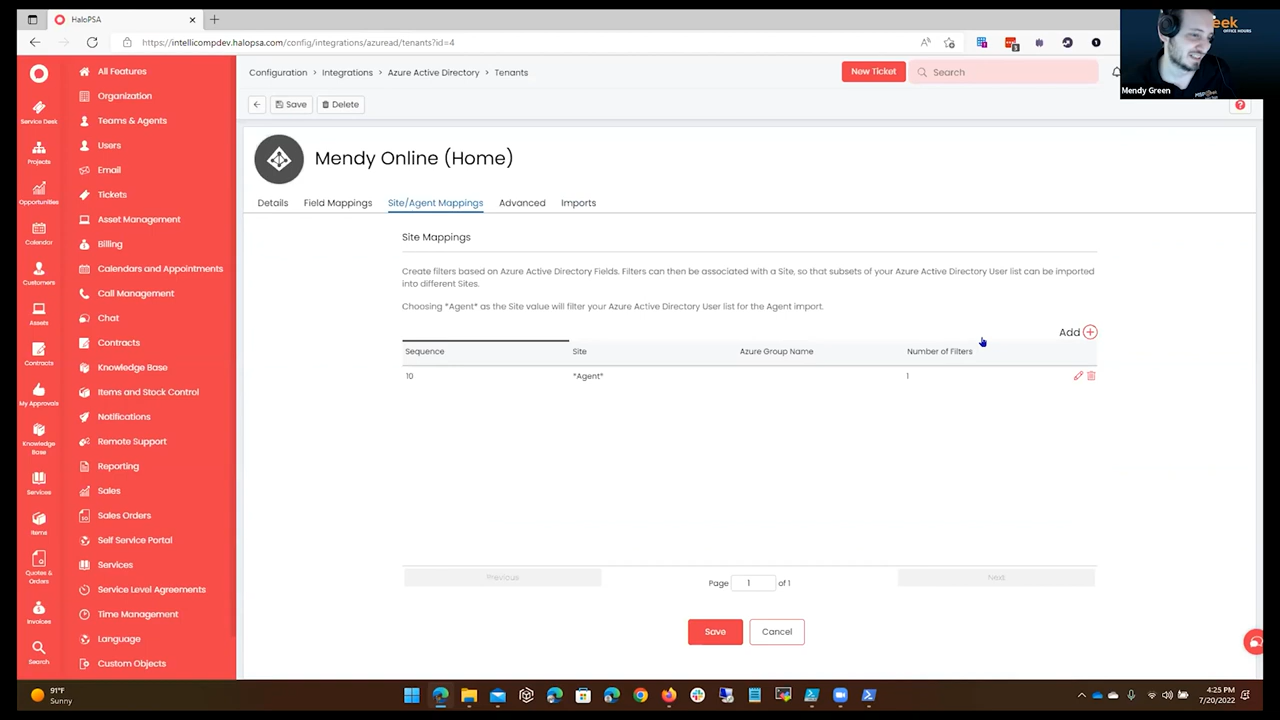 HaloPSA
https://intellicompdev.halopsa.com/config/integrations/azuread/tenants?id=4
eek
OFFICE HOURS
Mendy Green
Service Desk
Projects
Opportunities
Calendar
Customers
Assets
Contracts
My Approvals
Knowledge
Base
Services
Items
Quotes &
Orders
Invoices
Search
All Features
Organization
Teams & Agents
Users
Email
Tickets
Asset Management
Billing
Calendars and Appointments
Call Management
Chat
Contracts
Knowledge Base
Items and Stock Control
Notifications
Remote Support
Reporting
Sales
Sales Orders
Self Service Portal
Services
Service Level Agreements
Time Management
Language
Custom Objects
Configuration > Integrations > Azure Active Directory > Tenants
New Ticket
Search
Save
Delete
Mendy Online (Home)
Details
Field Mappings
Site/Agent Mappings
Advanced
Imports
Site Mappings
Create filters based on Azure Active Directory Fields. Filters can then be associated with a Site, so that subsets of your Azure Active Directory User list can be imported
into different Sites.
Choosing *Agent* as the Site value will filter your Azure Active Directory User list for the Agent import.
Add
Sequence Site Azure Group Name Number of Filters
10 *Agent* 1
Previous
Page 1 of 1
Next
Save
Cancel
91°F
Sunny
4:25 PM
7/20/2022